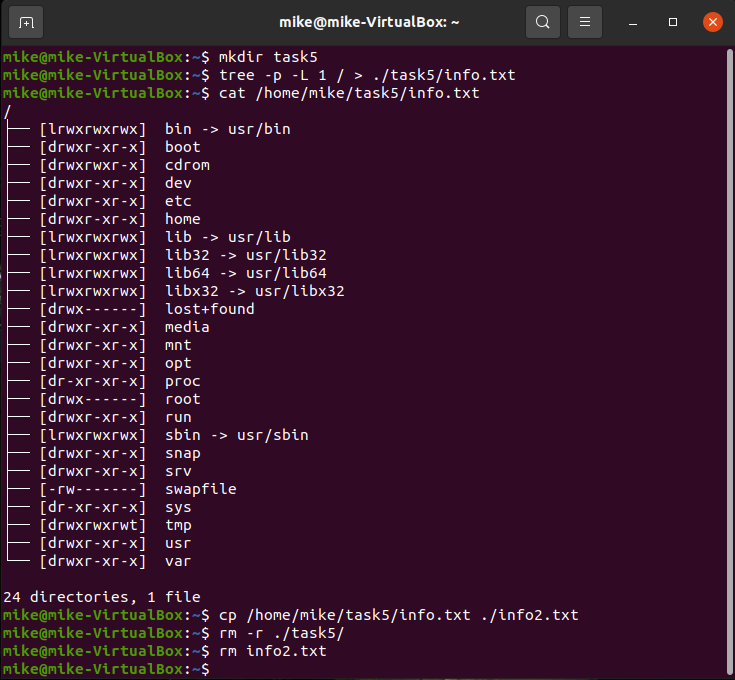 mike@mike-VirtualBox: ~
mike@mike-VirtualBox:~$ mkdir task5
mike@mike-VirtualBox:~$ tree -p -L 1 / > ./task5/info.txt
mike@mike-VirtualBox:~$ cat /home/mike/task5/info.txt
/
├── [lrwxrwxrwx]  bin -> usr/bin
├── [drwxr-xr-x]  boot
├── [drwxrwxr-x]  cdrom
├── [drwxr-xr-x]  dev
├── [drwxr-xr-x]  etc
├── [drwxr-xr-x]  home
├── [lrwxrwxrwx]  lib -> usr/lib
├── [lrwxrwxrwx]  lib32 -> usr/lib32
├── [lrwxrwxrwx]  lib64 -> usr/lib64
├── [lrwxrwxrwx]  libx32 -> usr/libx32
├── [drwx------]  lost+found
├── [drwxr-xr-x]  media
├── [drwxr-xr-x]  mnt
├── [drwxr-xr-x]  opt
├── [dr-xr-xr-x]  proc
├── [drwx------]  root
├── [drwxr-xr-x]  run
├── [lrwxrwxrwx]  sbin -> usr/sbin
├── [drwxr-xr-x]  snap
├── [drwxr-xr-x]  srv
├── [-rw-------]  swapfile
├── [dr-xr-xr-x]  sys
├── [drwxrwxrwt]  tmp
├── [drwxr-xr-x]  usr
└── [drwxr-xr-x]  var
24 directories, 1 file
mike@mike-VirtualBox:~$ cp /home/mike/task5/info.txt ./info2.txt
mike@mike-VirtualBox:~$ rm -r ./task5/
mike@mike-VirtualBox:~$ rm info2.txt
mike@mike-VirtualBox:~$